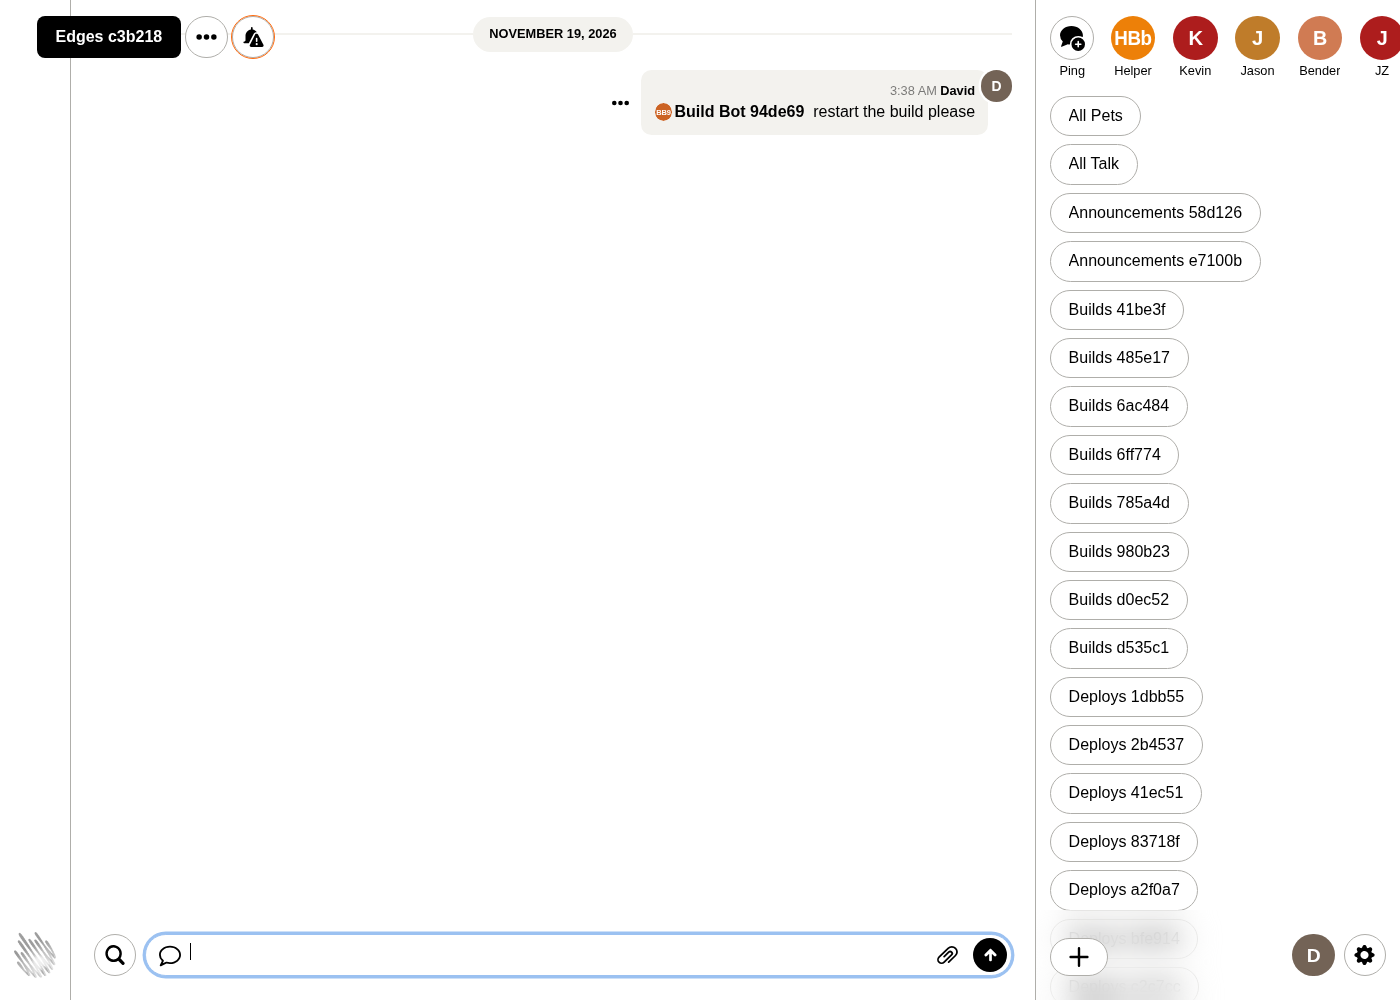 Edges c3b218
NOVEMBER 19, 2026
3:38 AM David
D
BB9 Build Bot 94de69 restart the build please
HBb
K
J
B
J
Ping
Helper
Kevin
Jason
Bender
JZ
All Pets
All Talk
Announcements 58d126
Announcements e7100b
Builds 41be3f
Builds 485e17
Builds 6ac484
Builds 6ff774
Builds 785a4d
Builds 980b23
Builds d0ec52
Builds d535c1
Deploys 1dbb55
Deploys 2b4537
Deploys 41ec51
Deploys 83718f
Deploys a2f0a7
Deploys bfe914
Deploys
D